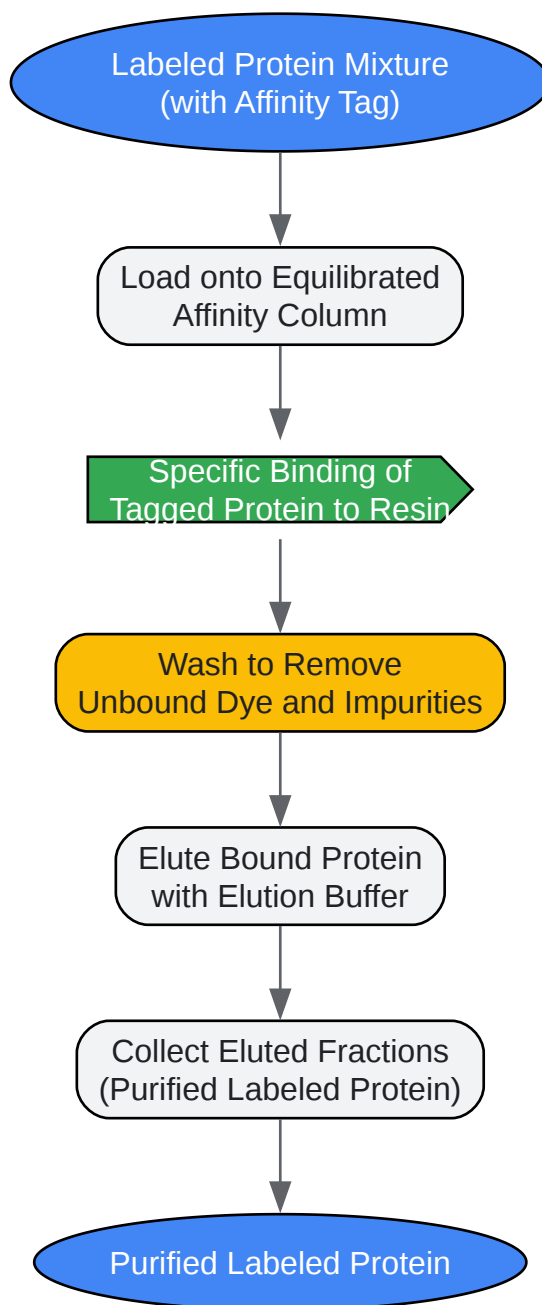 Labeled Protein Mixture
(with Affinity Tag)
Load onto Equilibrated
Affinity Column
Specific Binding of
Tagged Protein to Resin
Wash to Remove
Unbound Dye and Impurities
Elute Bound Protein
with Elution Buffer
Collect Eluted Fractions
(Purified Labeled Protein)
Purified Labeled Protein